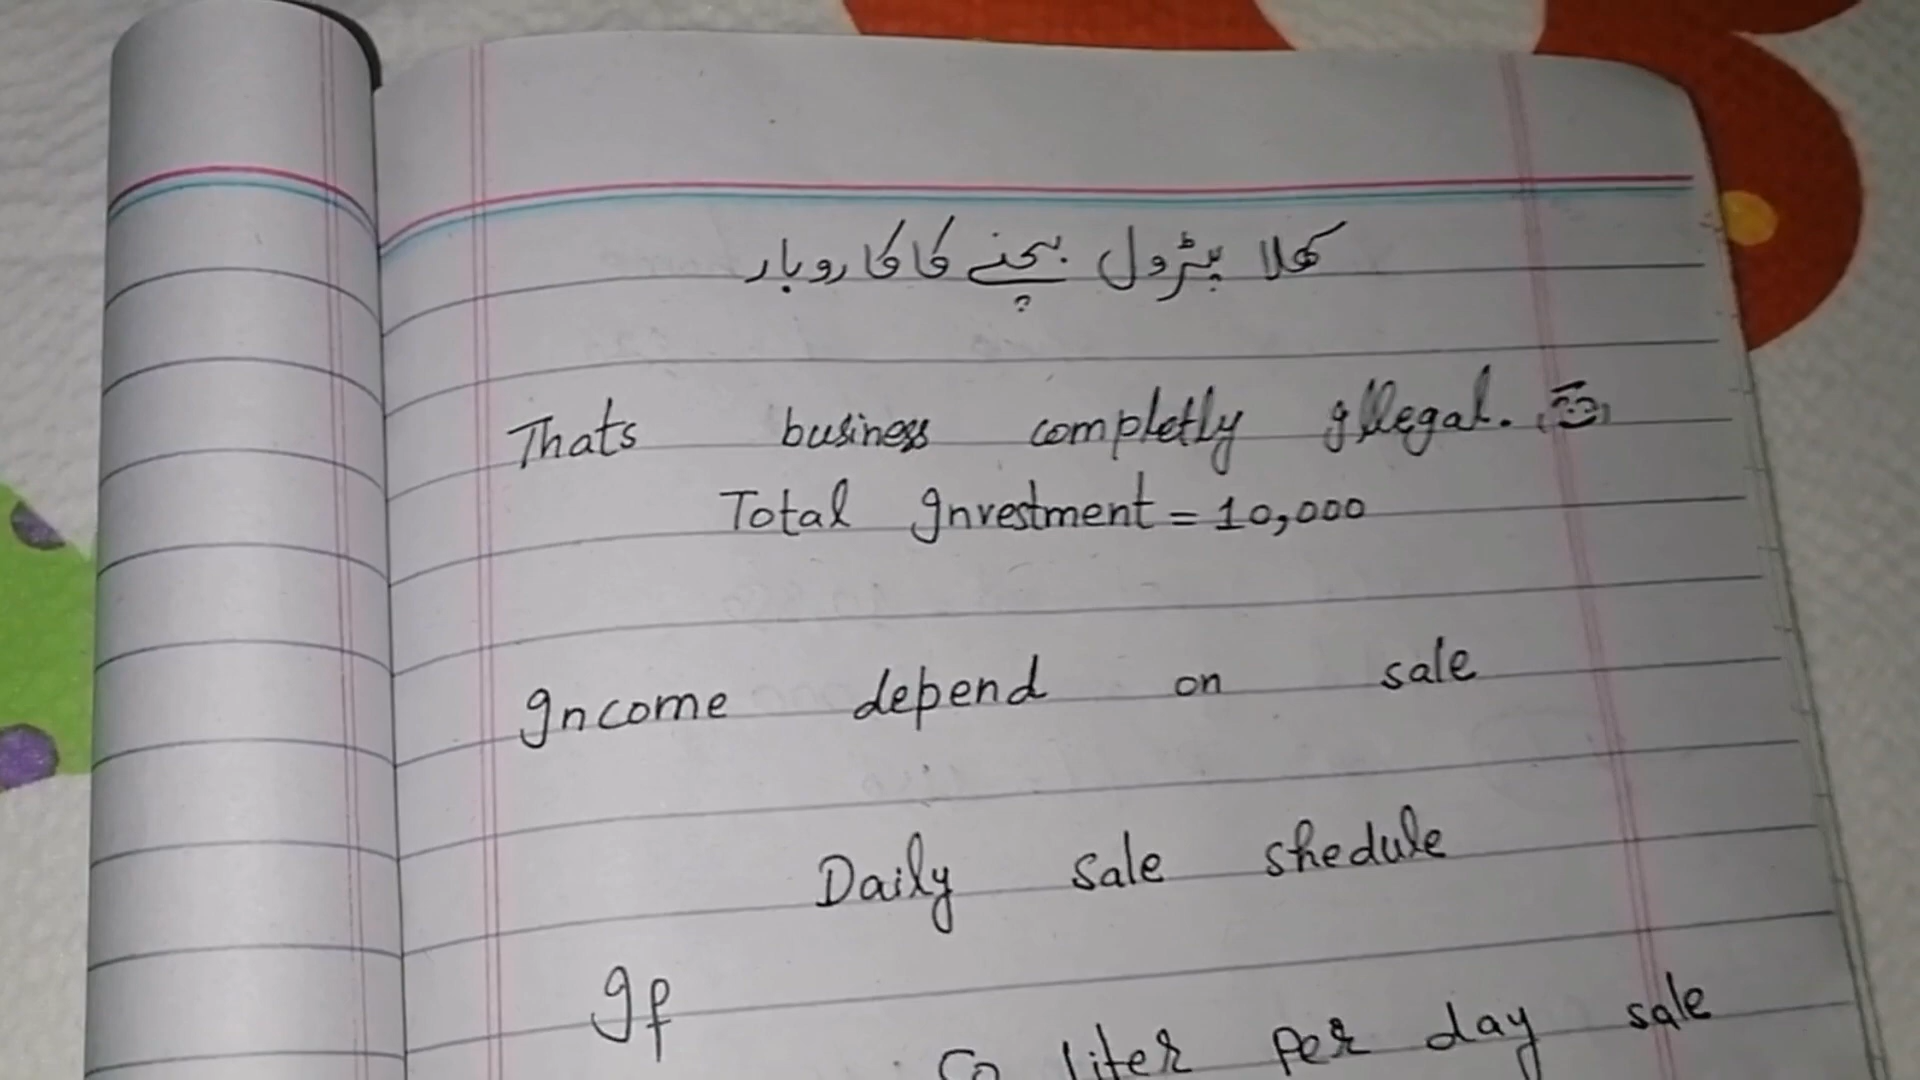 کھلا پٹرول بیچنے کا کاروبار
Thats business completly Illegal.
Total Investment = 10,000
Income depend on sale
Daily sale shedule
If
liter per day sale